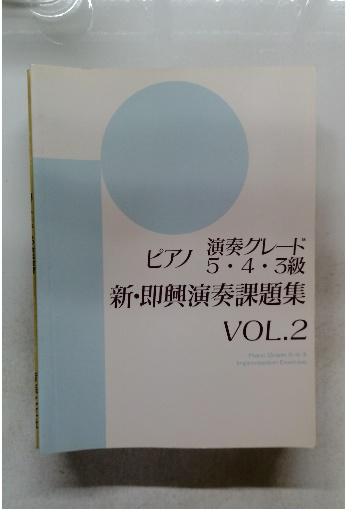 ピアノ 演奏グレード
5・4・3級
新・即興演奏課題集
VOL.2
Piano Grade 5・4・3
Improvisation Exercises